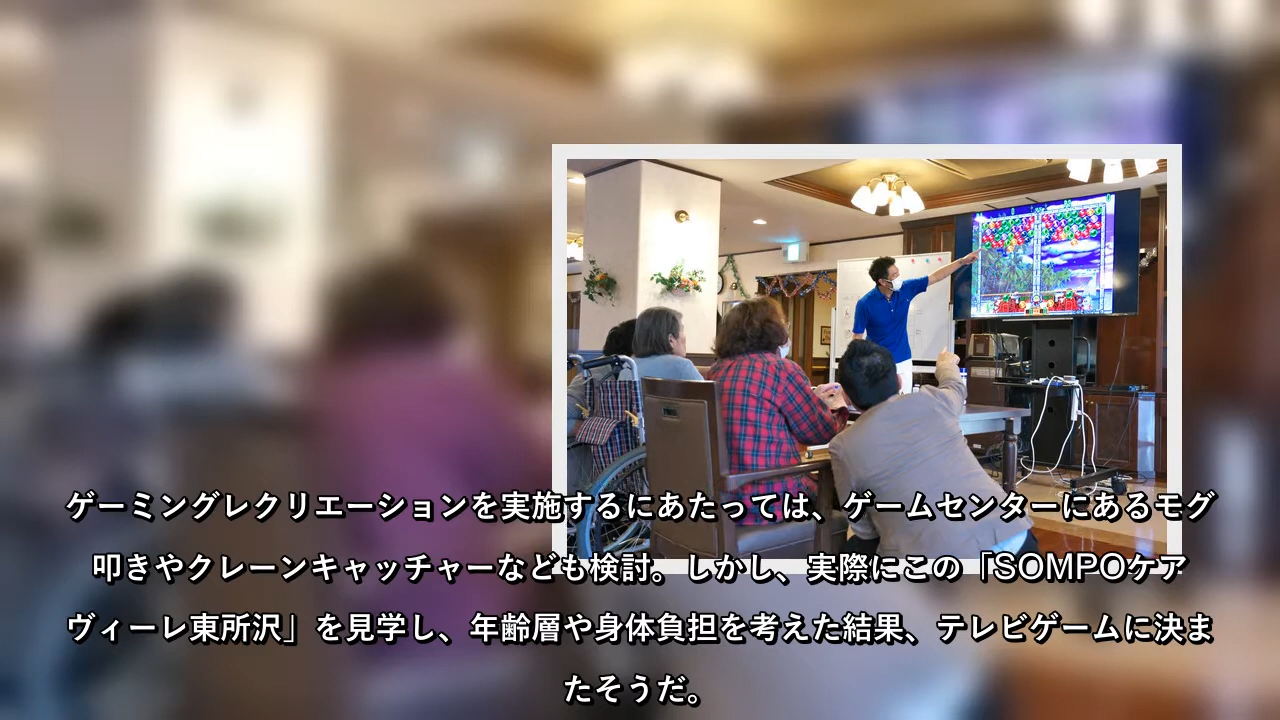 ゲーミングレクリエーションを実施するにあたっては、ゲームセンターにあるモグ
叩きやクレーンキャッチャーなども検討。しかし、実際にこの「SOMPOケア
ヴィーレ東所沢」を見学し、年齢層や身体負担を考えた結果、テレビゲームに決ま
たそうだ。